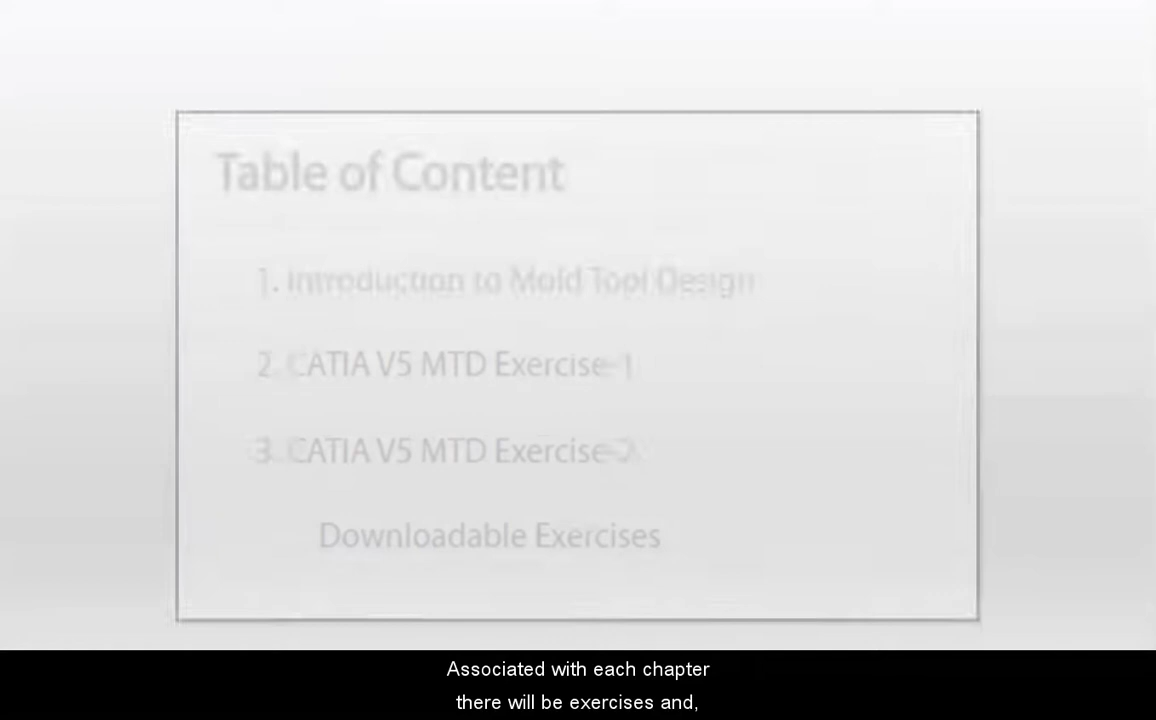 Table of Content
1. Introduction to Mold Tool Design
2. CATIA V5 MTD Exercise-1
3. CATIA V5 MTD Exercise-2
Downloadable Exercises
Associated with each chapter
there will be exercises and,